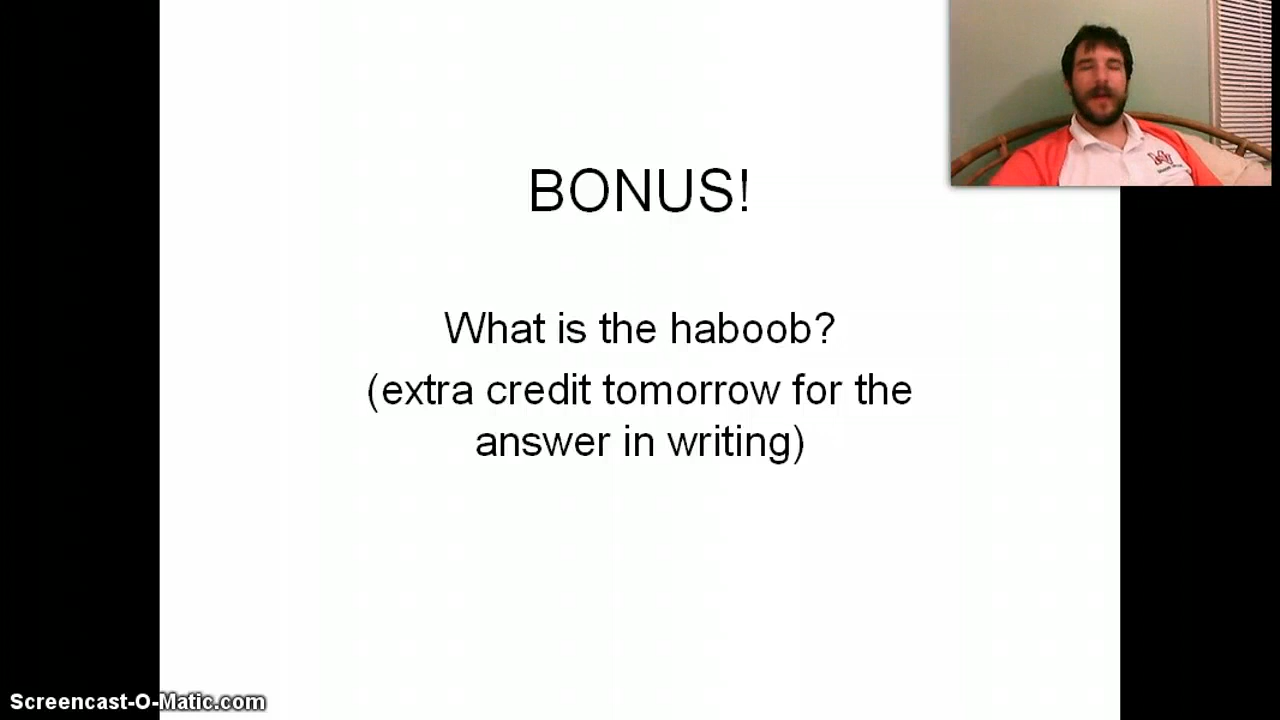 BONUS!
What is the haboob?
(extra credit tomorrow for the
answer in writing)
Screencast-O-Matic.com